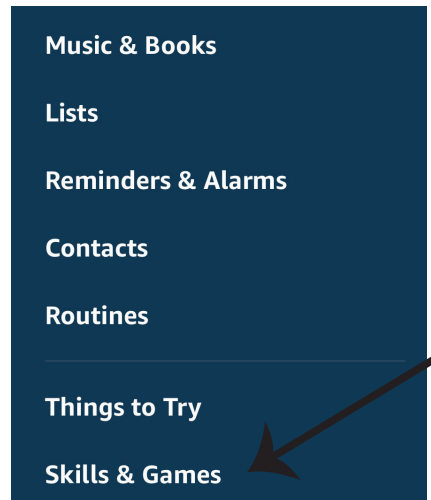 Music & Books
Lists
Reminders & Alarms
Contacts
Routines
Things to Try
Skills & Games